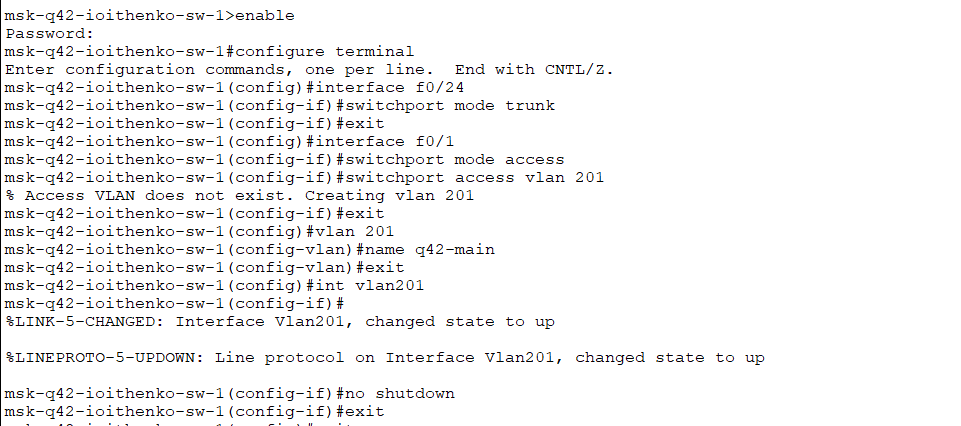 msk-q42-ioithenko-sw-1>enable
Password:
msk-q42-ioithenko-sw-1#configure terminal
Enter configuration commands, one per line.  End with CNTL/Z.
msk-q42-ioithenko-sw-1(config)#interface f0/24
msk-q42-ioithenko-sw-1(config-if)#switchport mode trunk
msk-q42-ioithenko-sw-1(config-if)#exit
msk-q42-ioithenko-sw-1(config)#interface f0/1
msk-q42-ioithenko-sw-1(config-if)#switchport mode access
msk-q42-ioithenko-sw-1(config-if)#switchport access vlan 201
% Access VLAN does not exist. Creating vlan 201
msk-q42-ioithenko-sw-1(config-if)#exit
msk-q42-ioithenko-sw-1(config)#vlan 201
msk-q42-ioithenko-sw-1(config-vlan)#name q42-main
msk-q42-ioithenko-sw-1(config-vlan)#exit
msk-q42-ioithenko-sw-1(config)#int vlan201
msk-q42-ioithenko-sw-1(config-if)#
%LINK-5-CHANGED: Interface Vlan201, changed state to up
%LINEPROTO-5-UPDOWN: Line protocol on Interface Vlan201, changed state to up
msk-q42-ioithenko-sw-1(config-if)#no shutdown
msk-q42-ioithenko-sw-1(config-if)#exit